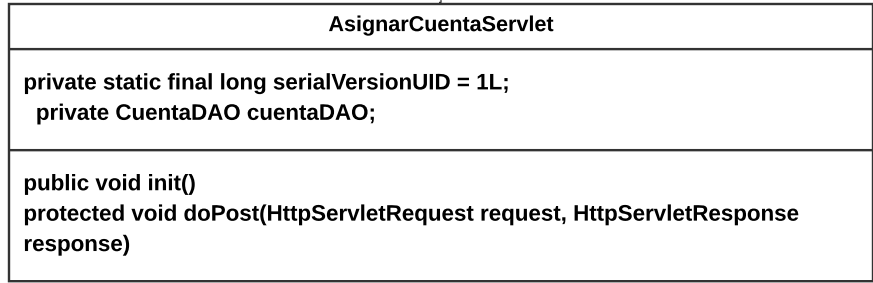 AsignarCuentaServlet
private static final long serialVersionUID = 1L;
private CuentaDAO cuentaDAO;
public void init()
protected void doPost(HttpServletRequest request, HttpServletResponse
response)